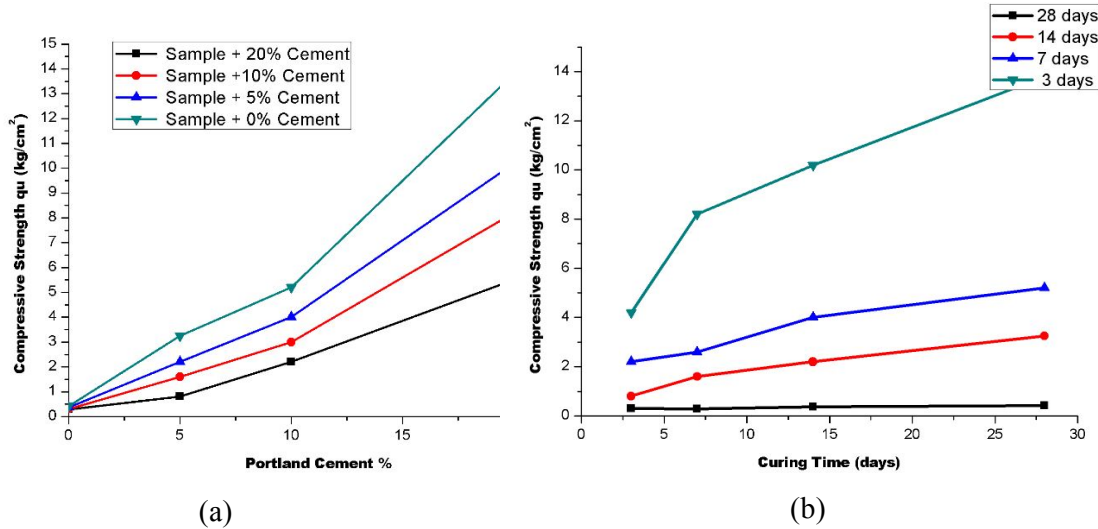 15
14
13
12
11
10
9
8
7
6
5
4
3
2
1
0
Compressive Strength qu (kg/cm²)
Sample + 20% Cement
Sample +10% Cement
Sample + 5% Cement
Sample + 0% Cement
0 5 10 15
Portland Cement %
(a)
28 days
14 days
7 days
3 days
14
12
10
8
6
4
2
0
Compressive Strength qu (kg/cm²)
0 5 10 15 20 25 30
Curing Time (days)
(b)